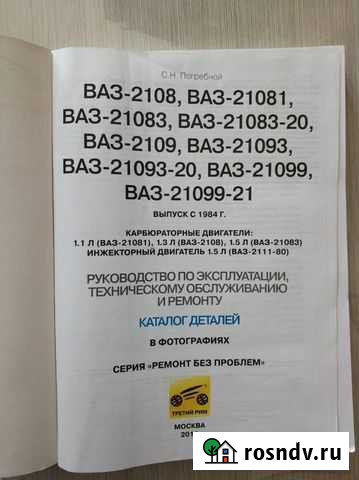 С.Н. Погребной
ВАЗ-2108, ВАЗ-21081,
ВАЗ-21083, ВАЗ-21083-20,
ВАЗ-2109, ВАЗ-21093,
ВАЗ-21093-20, ВАЗ-21099,
ВАЗ-21099-21
ВЫПУСК С 1984 Г.
КАРБЮРАТОРНЫЕ ДВИГАТЕЛИ:
1.1 Л (ВАЗ-21081), 1.3 Л (ВАЗ-2108), 1.5 Л (ВАЗ-21083)
ИНЖЕКТОРНЫЙ ДВИГАТЕЛЬ 1.5 Л (ВАЗ-2111-80)
РУКОВОДСТВО ПО ЭКСПЛУАТАЦИИ,
ТЕХНИЧЕСКОМУ ОБСЛУЖИВАНИЮ
И РЕМОНТУ
КАТАЛОГ ДЕТАЛЕЙ
В ФОТОГРАФИЯХ
СЕРИЯ «РЕМОНТ БЕЗ ПРОБЛЕМ»
ТРЕТИЙ РИМ
МОСКВА
rosndv.ru